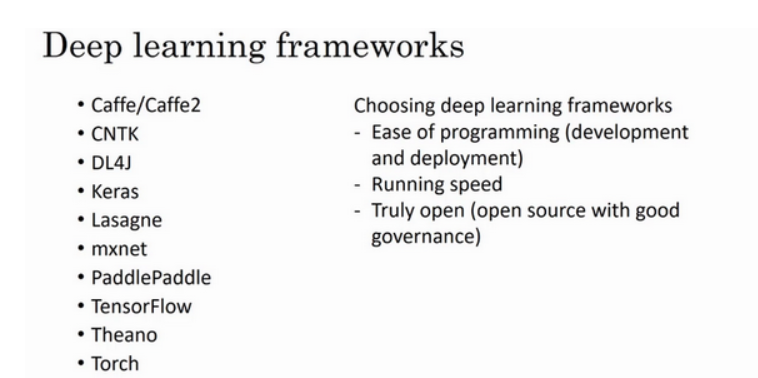 Deep learning frameworks
• Caffe/Caffe2
• CNTK
• DL4J
• Keras
• Lasagne
• mxnet
• PaddlePaddle
• TensorFlow
• Theano
• Torch
Choosing deep learning frameworks
- Ease of programming (development
and deployment)
- Running speed
- Truly open (open source with good
governance)